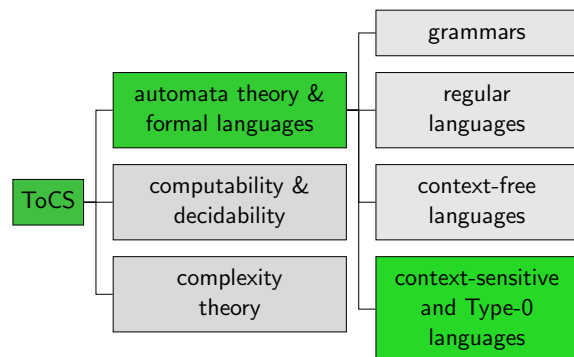 ToCS
automata theory &
formal languages
computability &
decidability
complexity
theory
grammars
regular
languages
context-free
languages
context-sensitive
and Type-0
languages